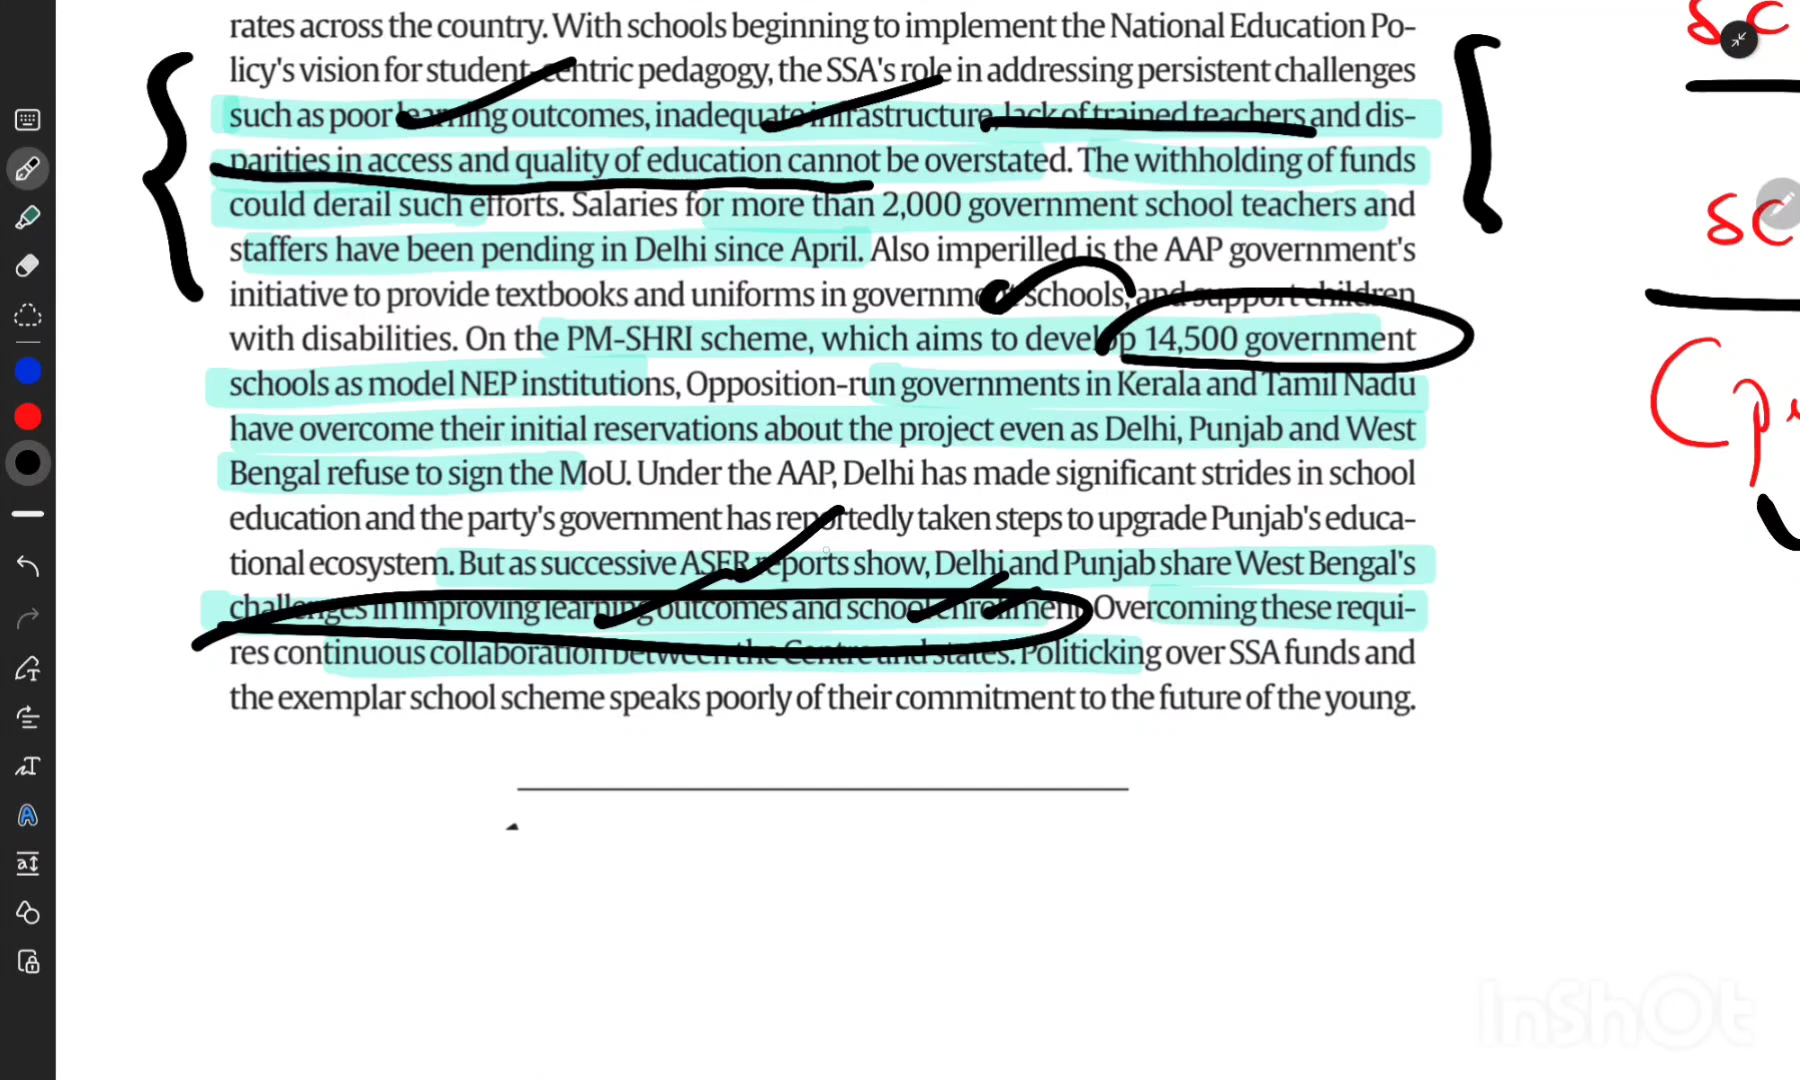 rates across the country. With schools beginning to implement the National Education Po-
licy's vision for student-centric pedagogy, the SSA's role in addressing persistent challenges
such as poor learning outcomes, inadequate infrastructure, lack of trained teachers and dis-
parities in access and quality of education cannot be overstated. The withholding of funds
could derail such efforts. Salaries for more than 2,000 government school teachers and
staffers have been pending in Delhi since April. Also imperilled is the AAP government's
initiative to provide textbooks and uniforms in government schools, and support children
with disabilities. On the PM-SHRI scheme, which aims to develop 14,500 government
schools as model NEP institutions, Opposition-run governments in Kerala and Tamil Nadu
have overcome their initial reservations about the project even as Delhi, Punjab and West
Bengal refuse to sign the MoU. Under the AAP, Delhi has made significant strides in school
education and the party's government has reportedly taken steps to upgrade Punjab's educa-
tional ecosystem. But as successive ASER reports show, Delhi and Punjab share West Bengal's
challenges in improving learning outcomes and school enrolment. Overcoming these requi-
res continuous collaboration between the Centre and states. Politicking over SSA funds and
the exemplar school scheme speaks poorly of their commitment to the future of the young.
sc
sc
InShOt